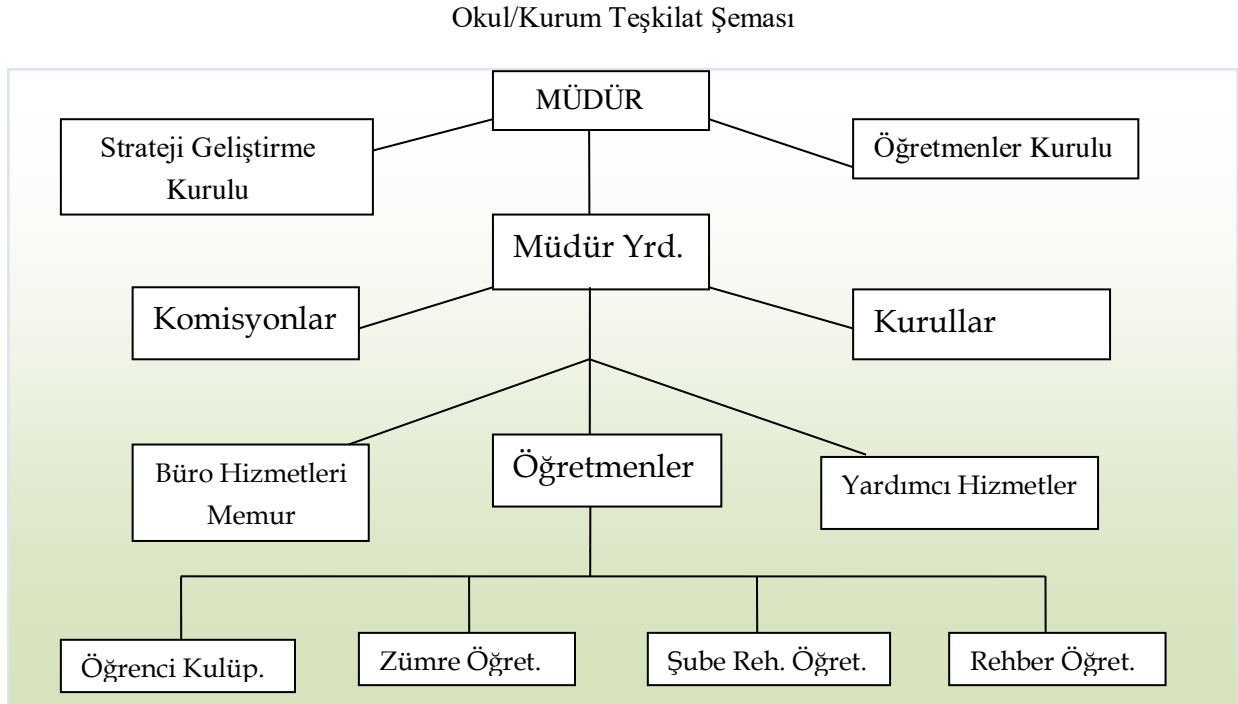 Okul/Kurum Teşkilat Şeması
MÜDÜR
Strateji Geliştirme
Kurulu
Öğretmenler Kurulu
Müdür Yrd.
Komisyonlar
Kurullar
Büro Hizmetleri
Memur
Öğretmenler
Yardımcı Hizmetler
Öğrenci Kulüp.
Zümre Öğret.
Şube Reh. Öğret.
Rehber Öğret.